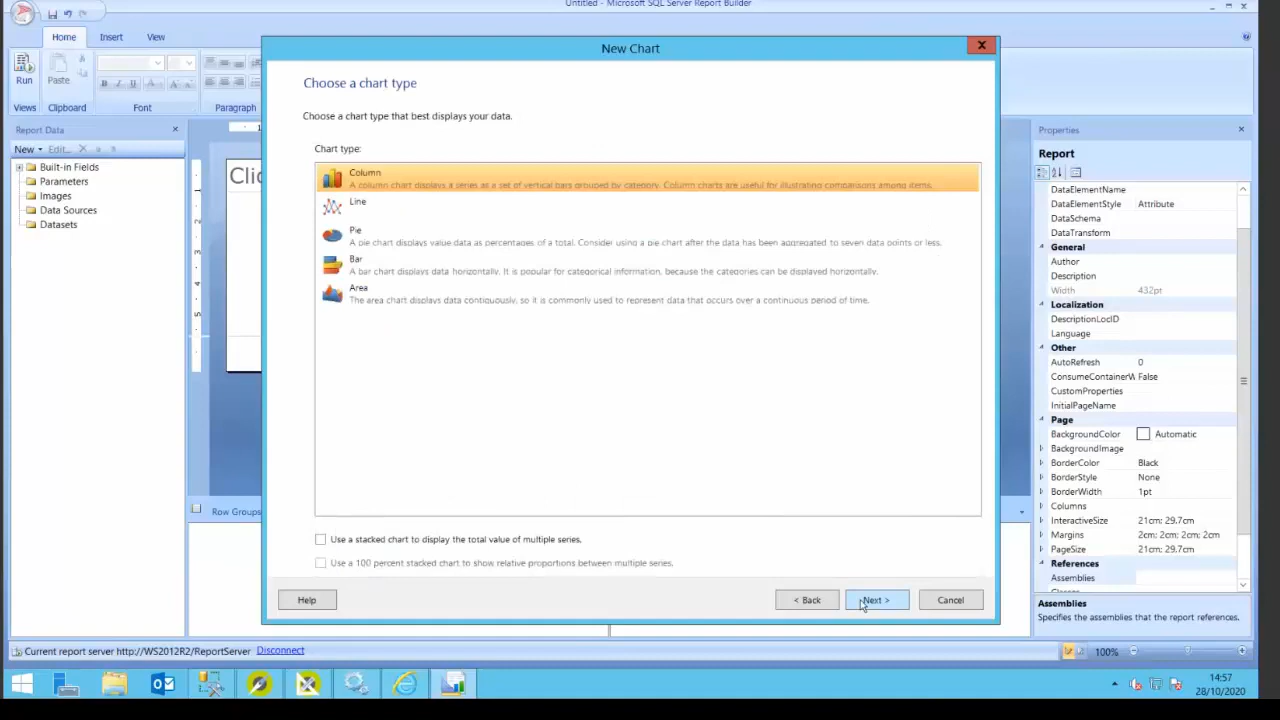 Untitled - Microsoft SQL Server Report Builder
Home
Insert
View
Run
Paste
B I U
A
A A
Views
Clipboard
Font
Paragraph
New Chart
X
Choose a chart type
Choose a chart type that best displays your data.
Chart type:
Column
A column chart displays a series as a set of vertical bars grouped by category. Column charts are useful for illustrating comparisons among items.
Line
Pie
A pie chart displays value data as percentages of a total. Consider using a pie chart after the data has been aggregated to seven data points or less.
Bar
A bar chart displays data horizontally. It is popular for categorical information, because the categories can be displayed horizontally.
Area
The area chart displays data contiguously, so it is commonly used to represent data that occurs over a continuous period of time.
Use a stacked chart to display the total value of multiple series.
Use a 100 percent stacked chart to show relative proportions between multiple series.
Help
< Back
Next >
Cancel
Report Data
New
Edit...
Built-in Fields
Parameters
Images
Data Sources
Datasets
Clic
Row Groups
Properties
Report
DataElementName
DataElementStyle Attribute
DataSchema
DataTransform
General
Author
Description
Width 432pt
Localization
DescriptionLocID
Language
Other
AutoRefresh 0
ConsumeContainerW False
CustomProperties
InitialPageName
Page
BackgroundColor Automatic
BackgroundImage
BorderColor Black
BorderStyle None
BorderWidth 1pt
Columns
InteractiveSize 21cm; 29.7cm
Margins 2cm; 2cm; 2cm; 2cm
PageSize 21cm; 29.7cm
References
Assemblies
Assemblies
Specifies the assemblies that the report references.
Current report server http://WS2012R2/ReportServer Disconnect
100%
14:57
28/10/2020